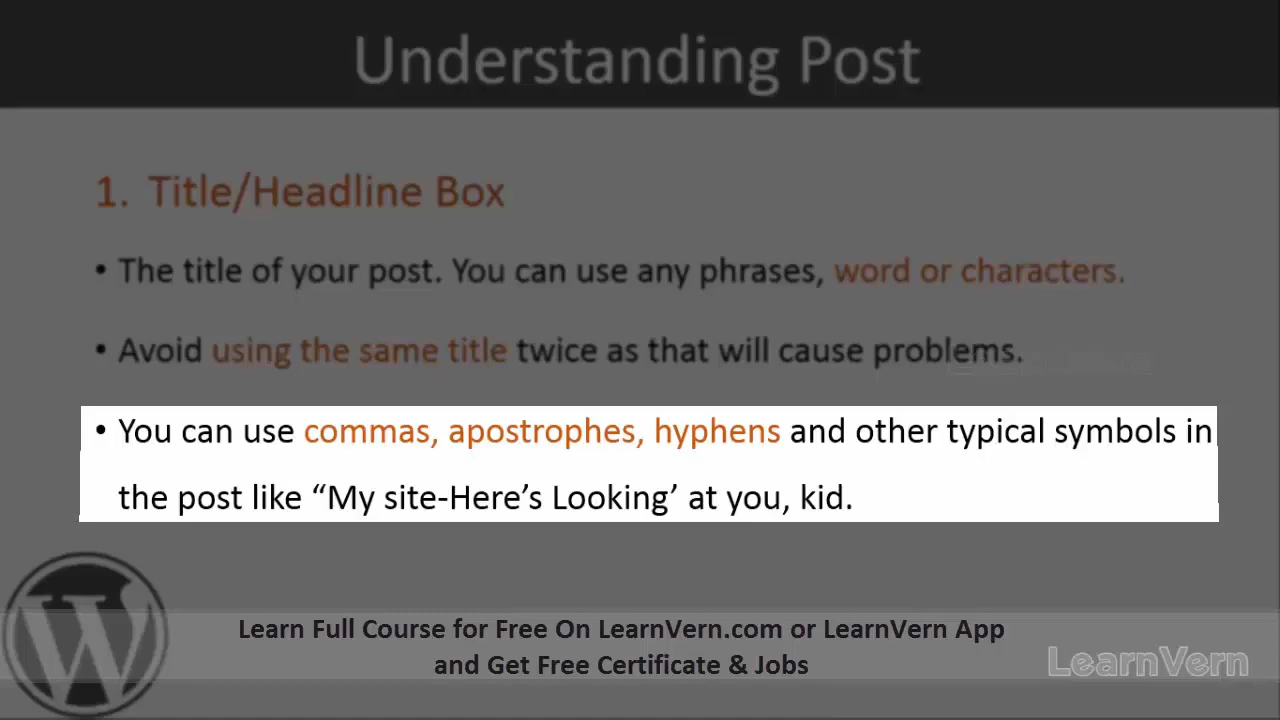 Understanding Post
1. Title/Headline Box
• The title of your post. You can use any phrases, word or characters.
• Avoid using the same title twice as that will cause problems.
• You can use commas, apostrophes, hyphens and other typical symbols in
the post like “My site-Here’s Looking’ at you, kid.
Learn Full Course for Free On LearnVern.com or LearnVern App
and Get Free Certificate & Jobs
LearnVern